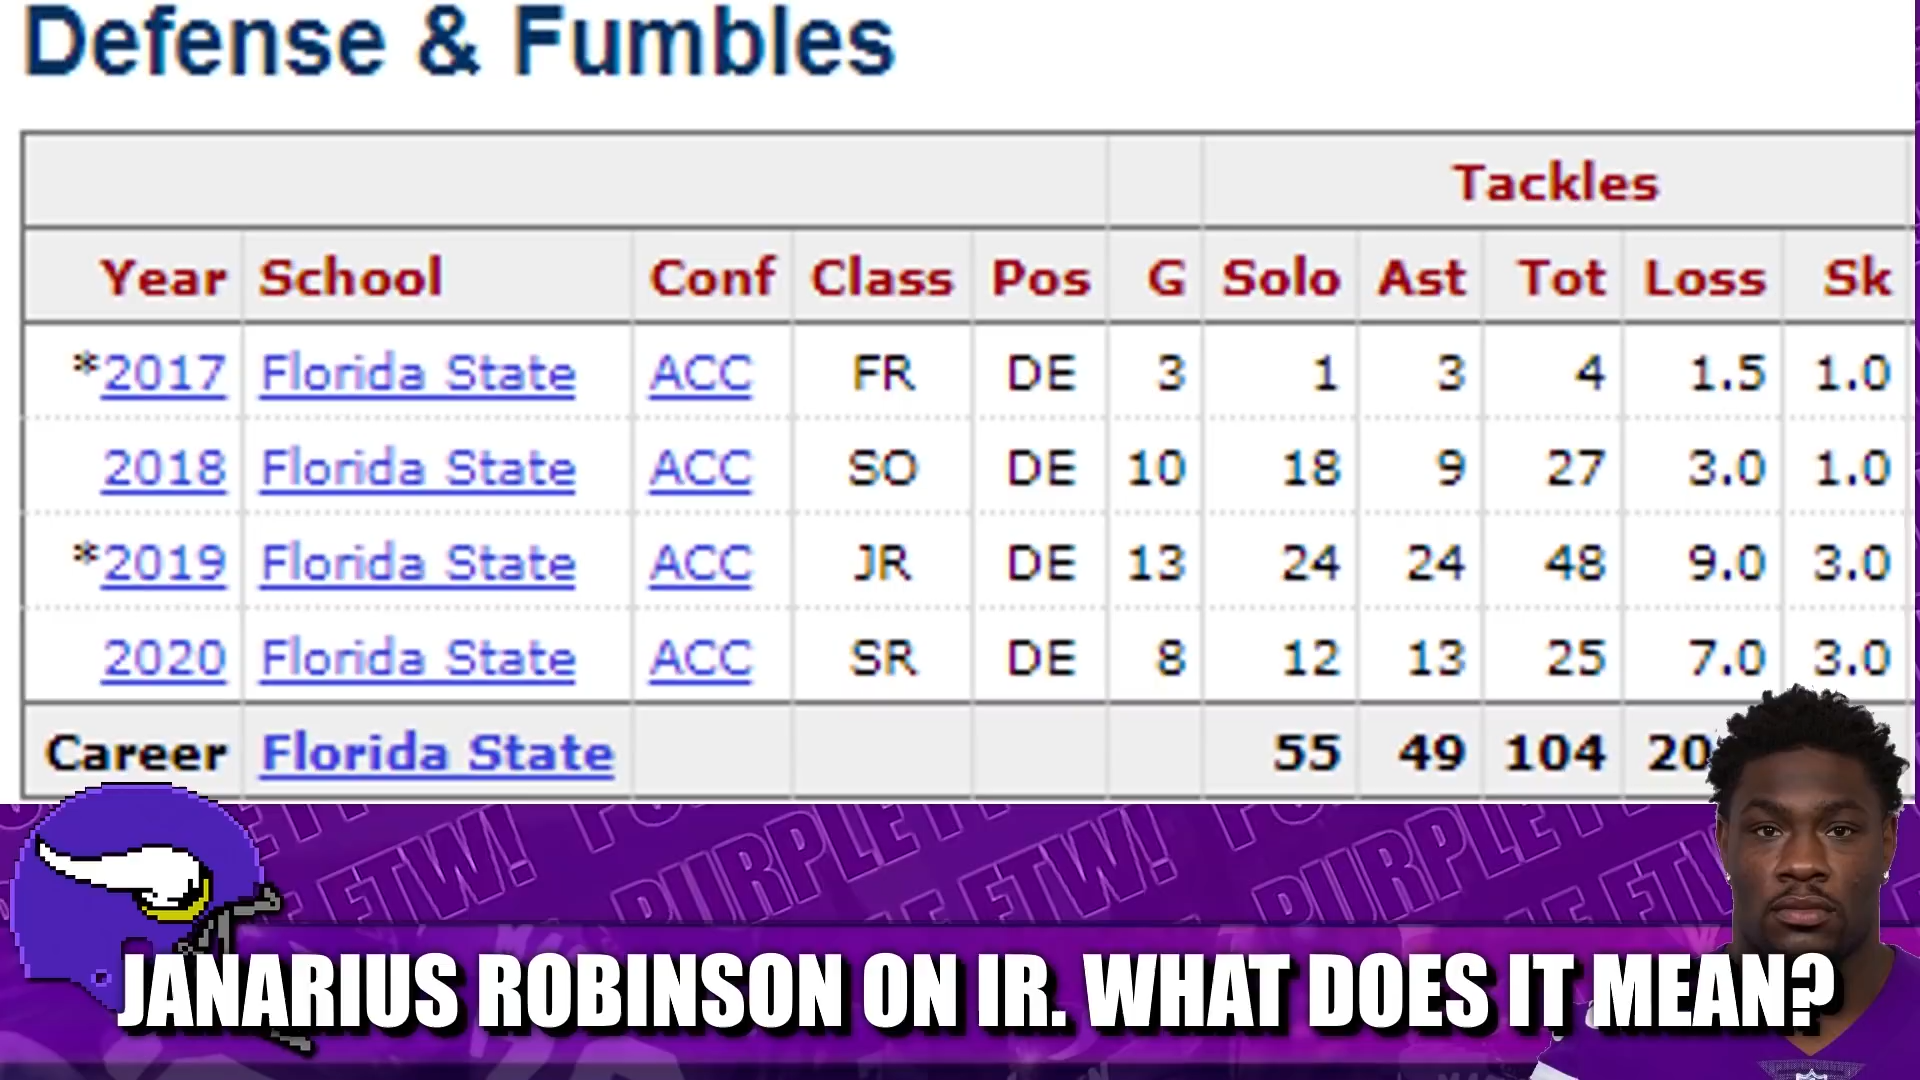 Defense & Fumbles
Tackles
Year School Conf Class Pos G Solo Ast Tot Loss Sk
*2017 Florida State ACC FR DE 3 1 3 4 1.5 1.0
2018 Florida State ACC SO DE 10 18 9 27 3.0 1.0
*2019 Florida State ACC JR DE 13 24 24 48 9.0 3.0
2020 Florida State ACC SR DE 8 12 13 25 7.0 3.0
Career Florida State 55 49 104 20
FTW! PURPLE FTW! PURPLE FTW!
JANARIUS ROBINSON ON IR. WHAT DOES IT MEAN?